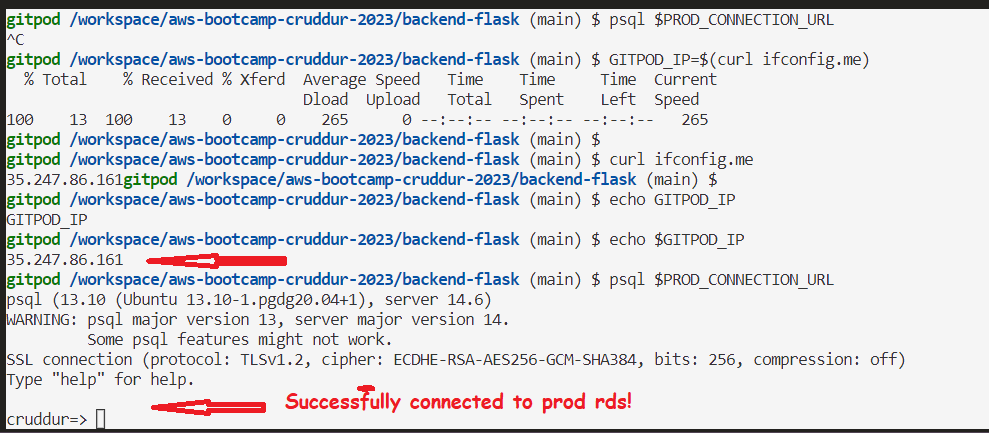 gitpod /workspace/aws-bootcamp-cruddur-2023/backend-flask (main) $ psql $PROD_CONNECTION_URL
^C
gitpod /workspace/aws-bootcamp-cruddur-2023/backend-flask (main) $ GITPOD_IP=$(curl ifconfig.me)
  % Total    % Received % Xferd  Average Speed   Time    Time     Time  Current
                                 Dload  Upload   Total   Spent    Left  Speed
100    13  100    13    0     0    265      0 --:--:-- --:--:-- --:--:--   265
gitpod /workspace/aws-bootcamp-cruddur-2023/backend-flask (main) $
gitpod /workspace/aws-bootcamp-cruddur-2023/backend-flask (main) $ curl ifconfig.me
35.247.86.161gitpod /workspace/aws-bootcamp-cruddur-2023/backend-flask (main) $
gitpod /workspace/aws-bootcamp-cruddur-2023/backend-flask (main) $ echo GITPOD_IP
GITPOD_IP
gitpod /workspace/aws-bootcamp-cruddur-2023/backend-flask (main) $ echo $GITPOD_IP
35.247.86.161
gitpod /workspace/aws-bootcamp-cruddur-2023/backend-flask (main) $ psql $PROD_CONNECTION_URL
psql (13.10 (Ubuntu 13.10-1.pgdg20.04+1), server 14.6)
WARNING: psql major version 13, server major version 14.
         Some psql features might not work.
SSL connection (protocol: TLSv1.2, cipher: ECDHE-RSA-AES256-GCM-SHA384, bits: 256, compression: off)
Type "help" for help.
Successfully connected to prod rds!
cruddur=>